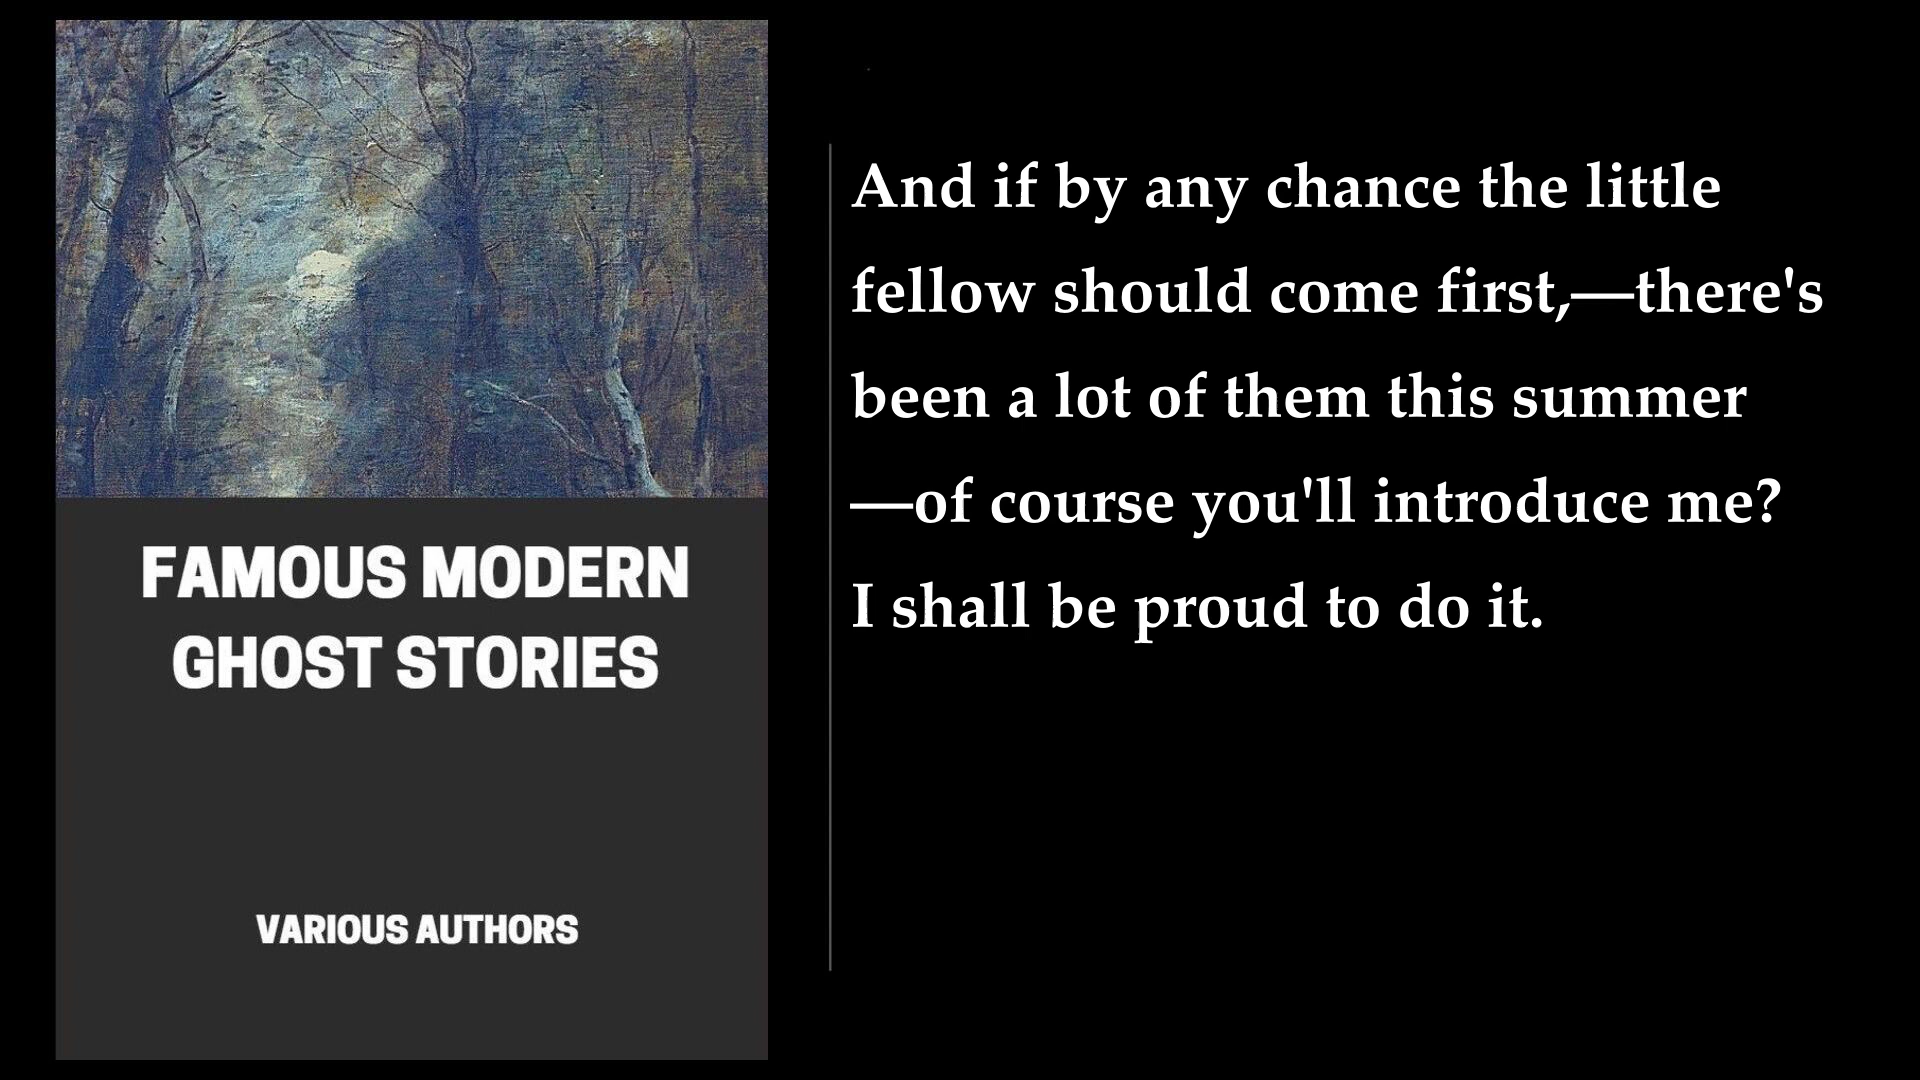 FAMOUS MODERN
GHOST STORIES
VARIOUS AUTHORS
And if by any chance the little
fellow should come first,—there's
been a lot of them this summer
—of course you'll introduce me?
I shall be proud to do it.